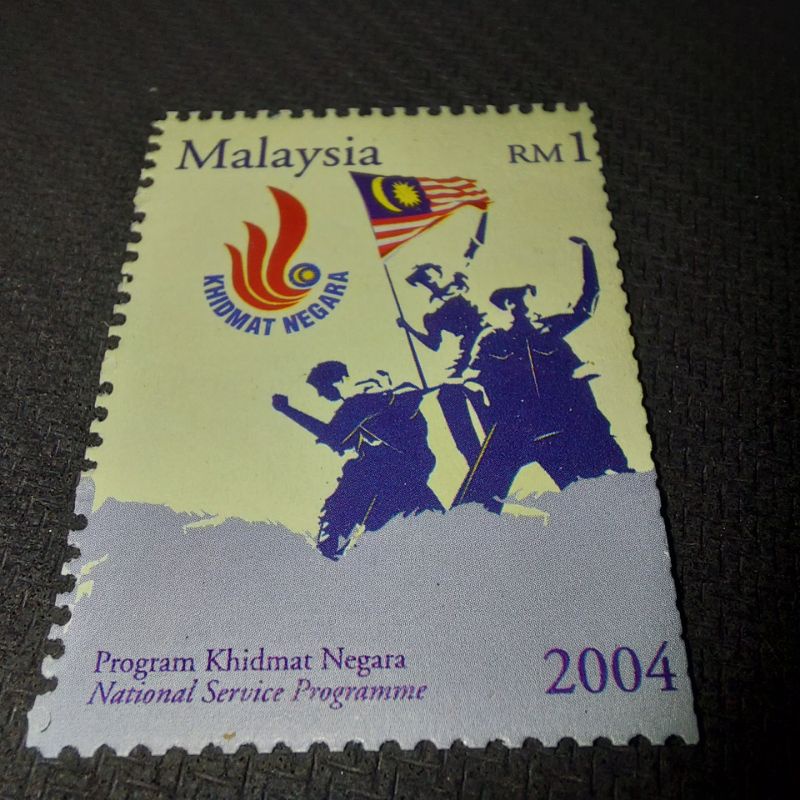 Malaysia
RM1
KHIDMAT NEGARA
Program Khidmat Negara
National Service Programme
2004